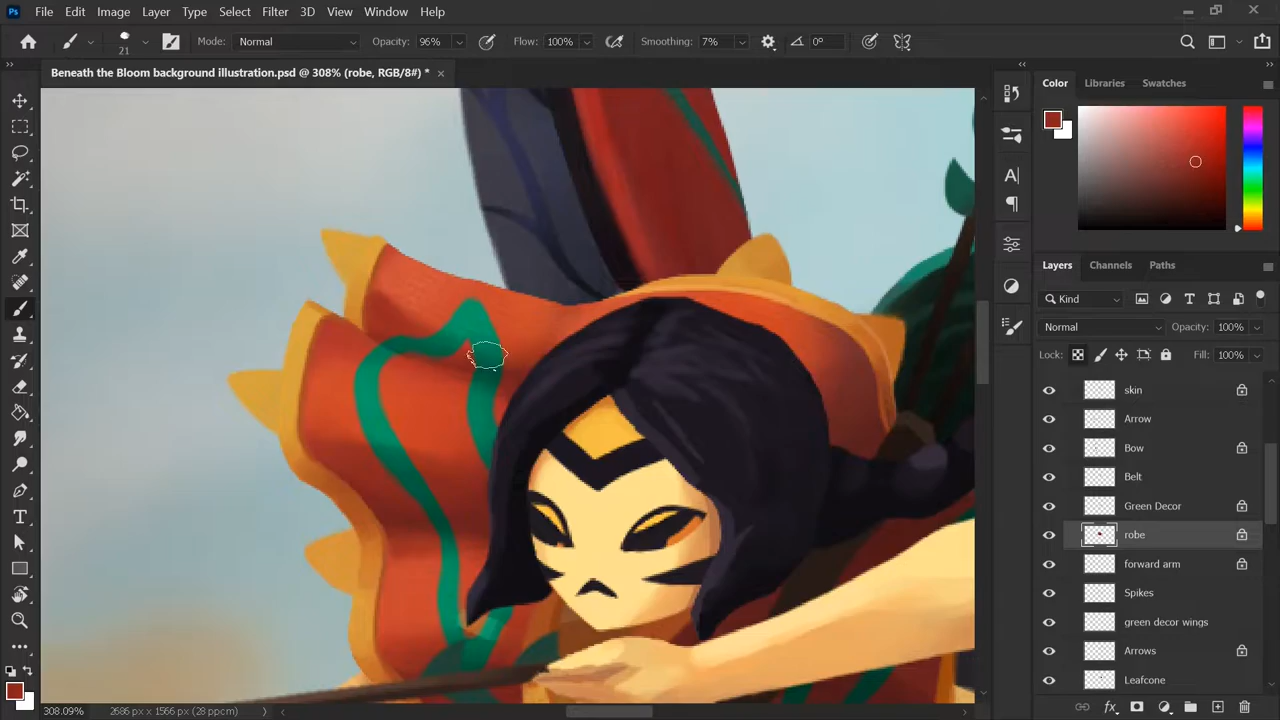 Ps File Edit Image Layer Type Select Filter 3D View Window Help
21 Mode: Normal Opacity: 96% Flow: 100% Smoothing: 7% 0°
Beneath the Bloom background illustration.psd @ 308% (robe, RGB/8#) *
Color Libraries Swatches
Layers Channels Paths
Kind
Normal Opacity: 100%
Lock: Fill: 100%
skin
Arrow
Bow
Belt
Green Decor
robe
forward arm
Spikes
green decor wings
Arrows
Leafcone
308.09% 2686 px x 1566 px (28 ppcm)